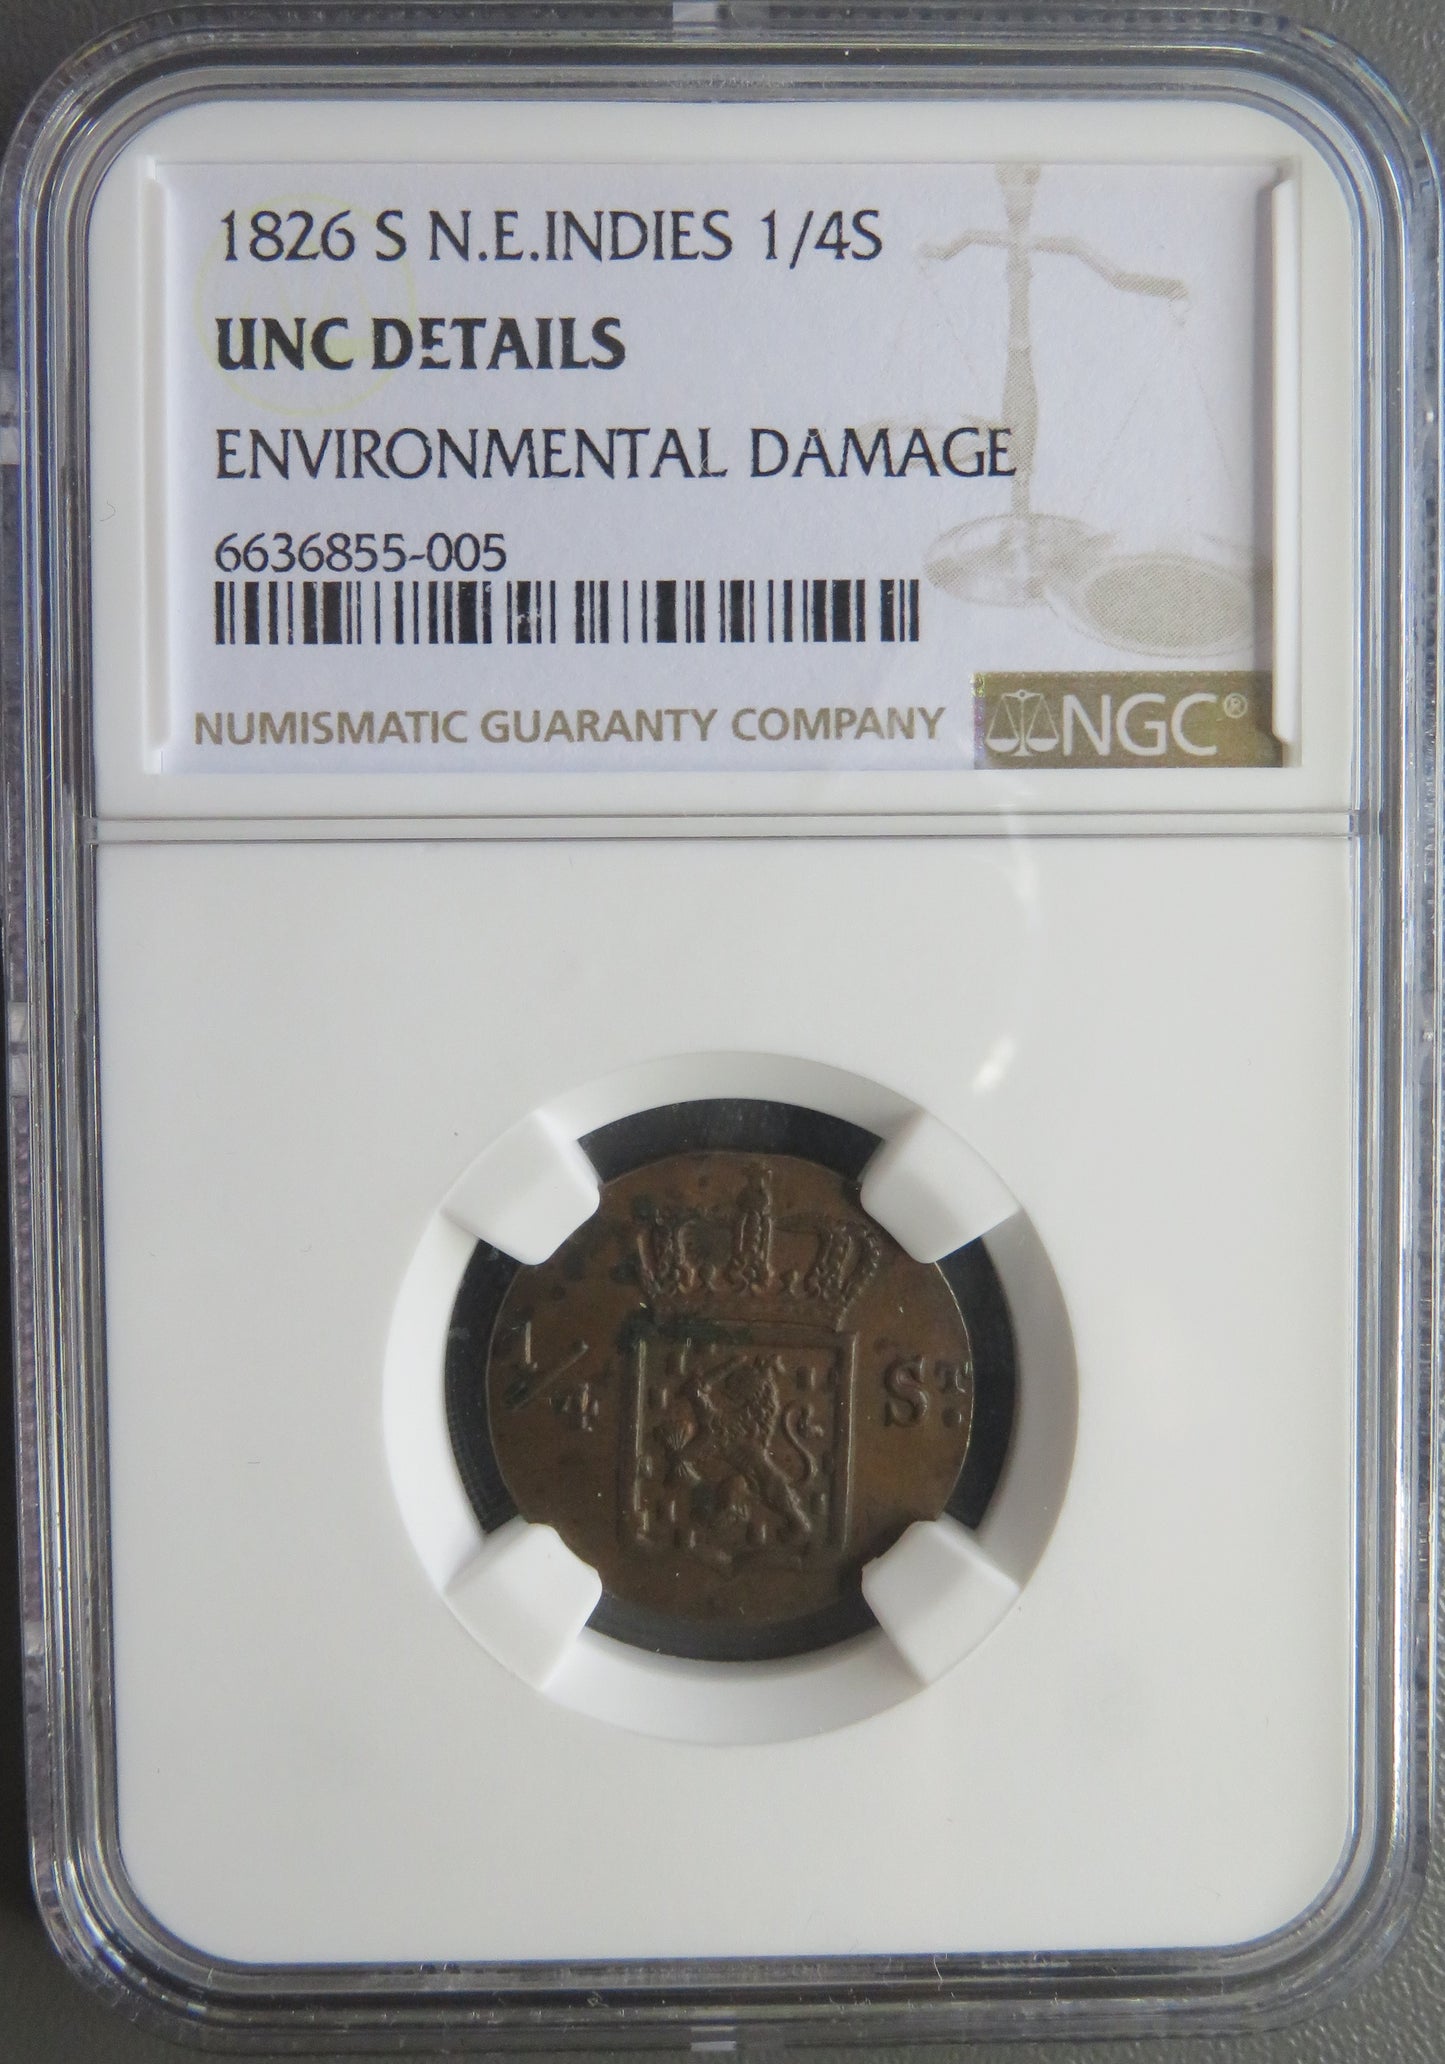 1826 S N.E.INDIES 1/4S
UNC DETAILS
ENVIRONMENTAL DAMAGE
6636855-005
NUMISMATIC GUARANTY COMPANY
NGC®
1/4 St: